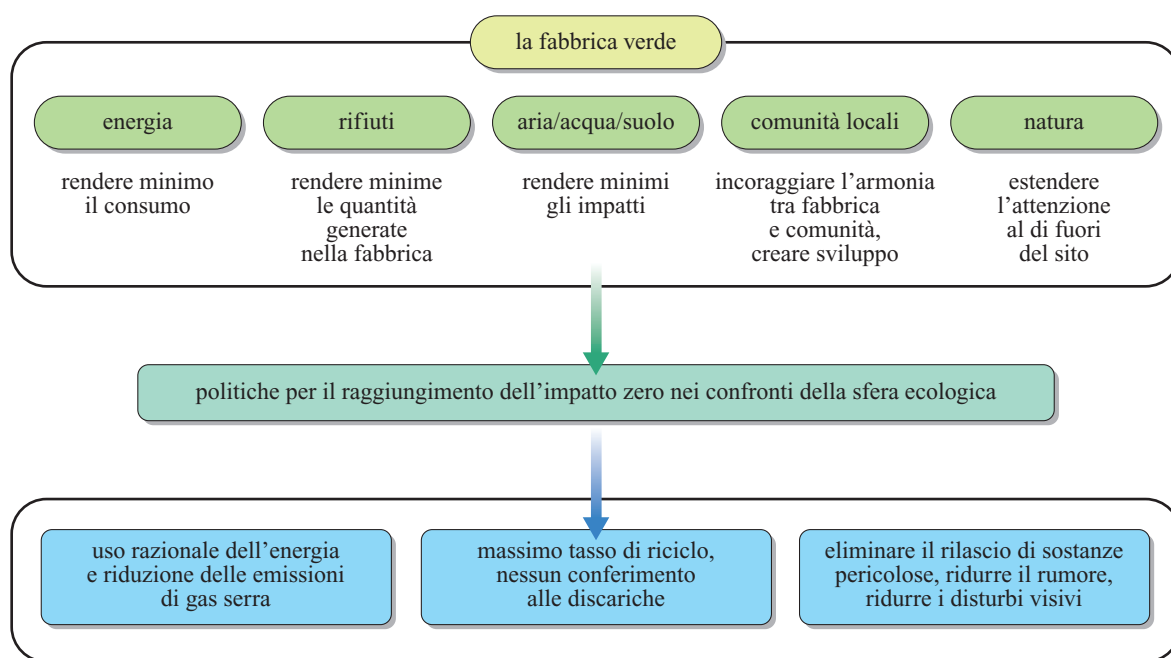 la fabbrica verde
energia
rendere minimo
il consumo
rifiuti
rendere minime
le quantità
generate
nella fabbrica
aria/acqua/suolo
rendere minimi
gli impatti
comunità locali
incoraggiare l’armonia
tra fabbrica
e comunità,
creare sviluppo
natura
estendere
l’attenzione
al di fuori
del sito
politiche per il raggiungimento dell’impatto zero nei confronti della sfera ecologica
uso razionale dell’energia
e riduzione delle emissioni
di gas serra
massimo tasso di riciclo,
nessun conferimento
alle discariche
eliminare il rilascio di sostanze
pericolose, ridurre il rumore,
ridurre i disturbi visivi